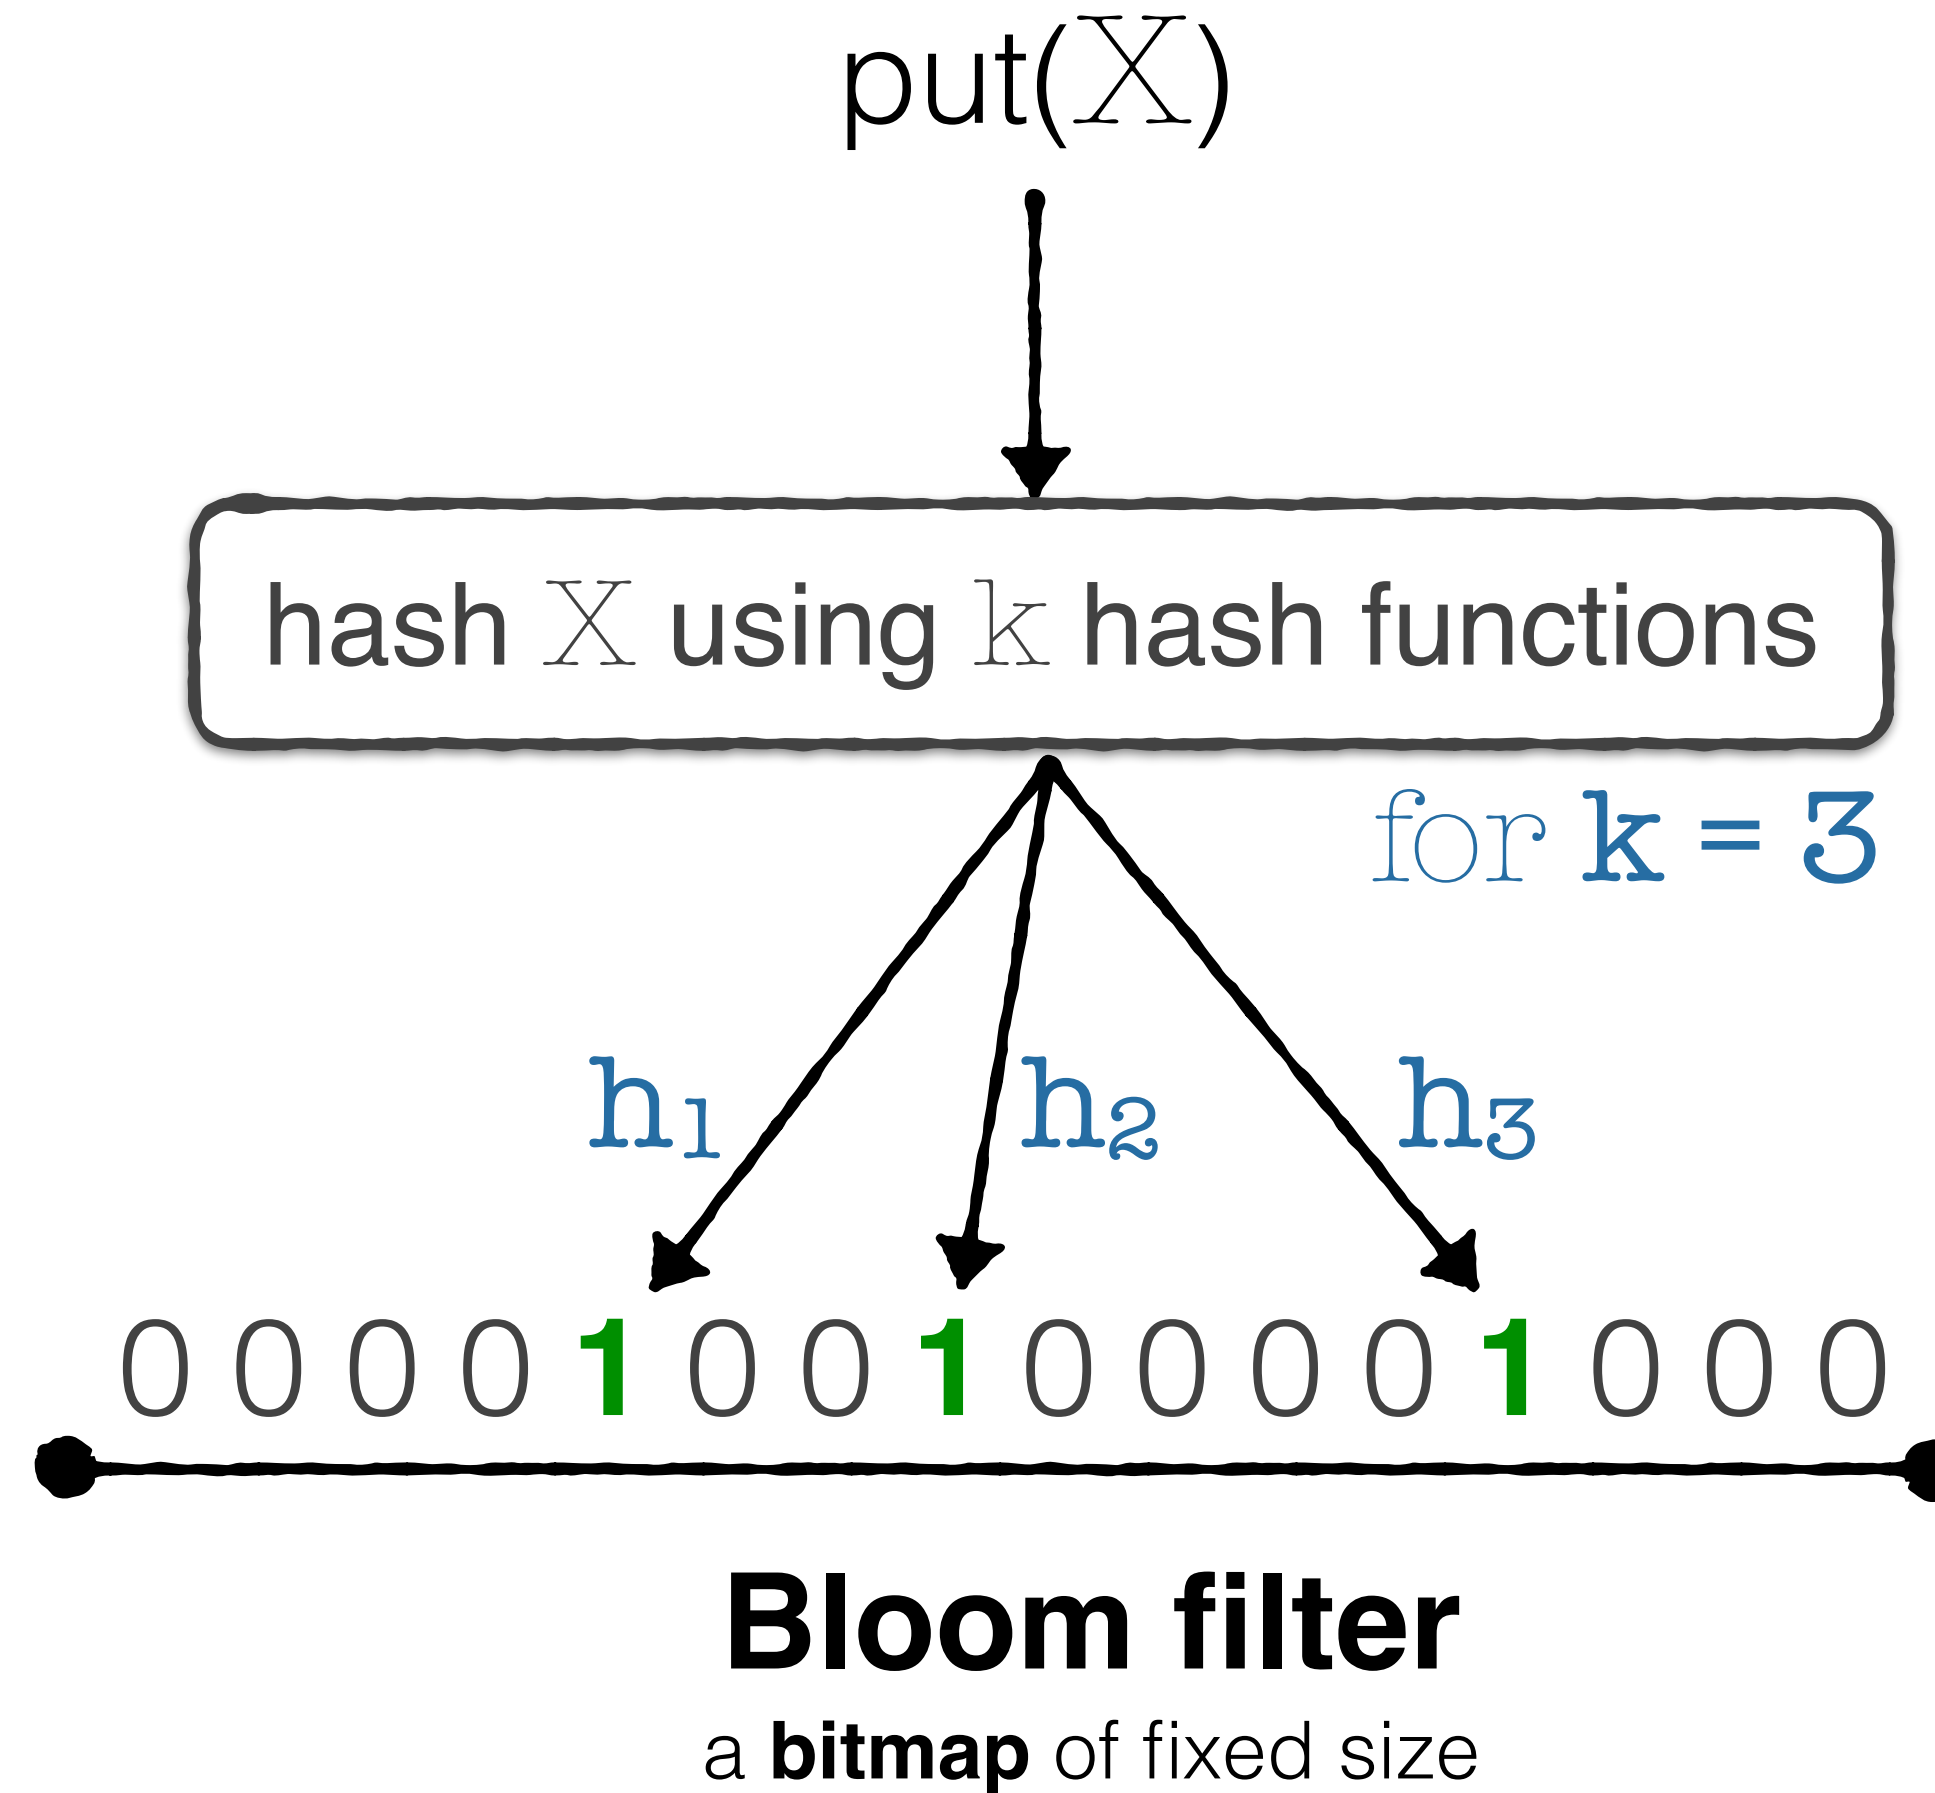 put(X)
hash X using k hash functions
for k = 3
h1 h2 h3
0 0 0 0 1 0 0 1 0 0 0 0 1 0 0 0
Bloom filter
a bitmap of fixed size